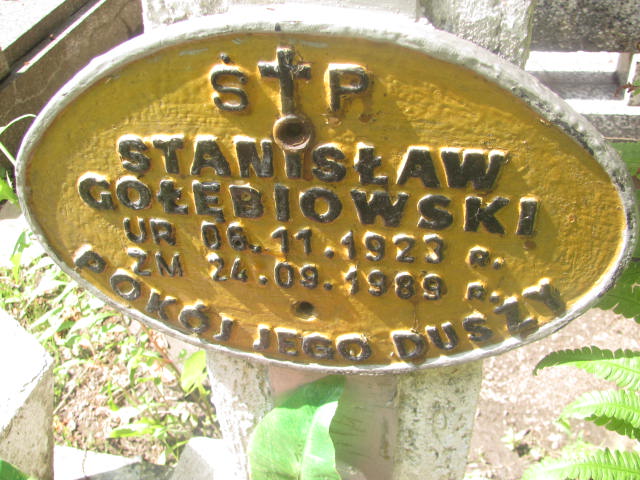 Ś P
STANISŁAW
GOŁĘBIOWSKI
UR 06.11.1923 R.
ZM 24.09.1989 R.
POKÓJ JEGO DUSZY